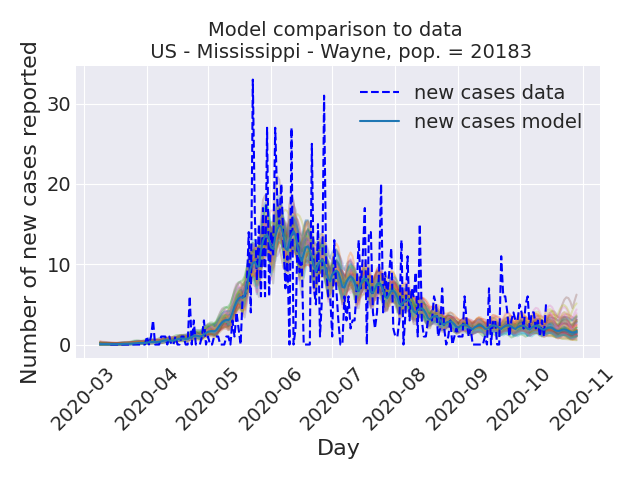 Model comparison to data
US - Mississippi - Wayne, pop. = 20183
Number of new cases reported
30
20
10
0
new cases data
new cases model
2020-03
2020-04
2020-05
2020-06
2020-07
2020-08
2020-09
2020-10
2020-11
Day